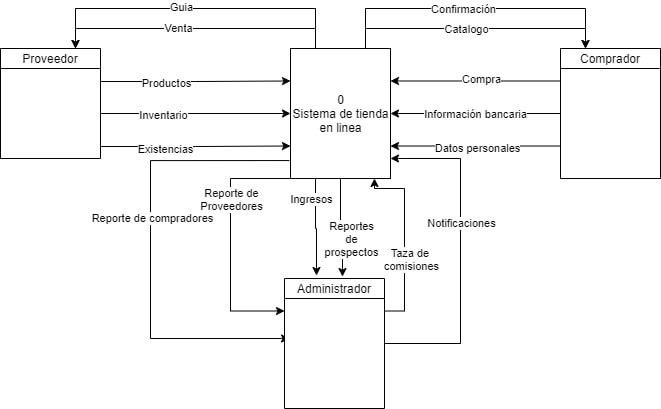 Guia
Confirmación
Venta
Catalogo
Proveedor
Comprador
Productos
Compra
0
Sistema de tienda
en linea
Inventario
Información bancaria
Existencias
Datos personales
Reporte de
Proveedores
Ingresos
Reporte de compradores
Notificaciones
Reportes
de
prospectos
Taza de
comisiones
Administrador